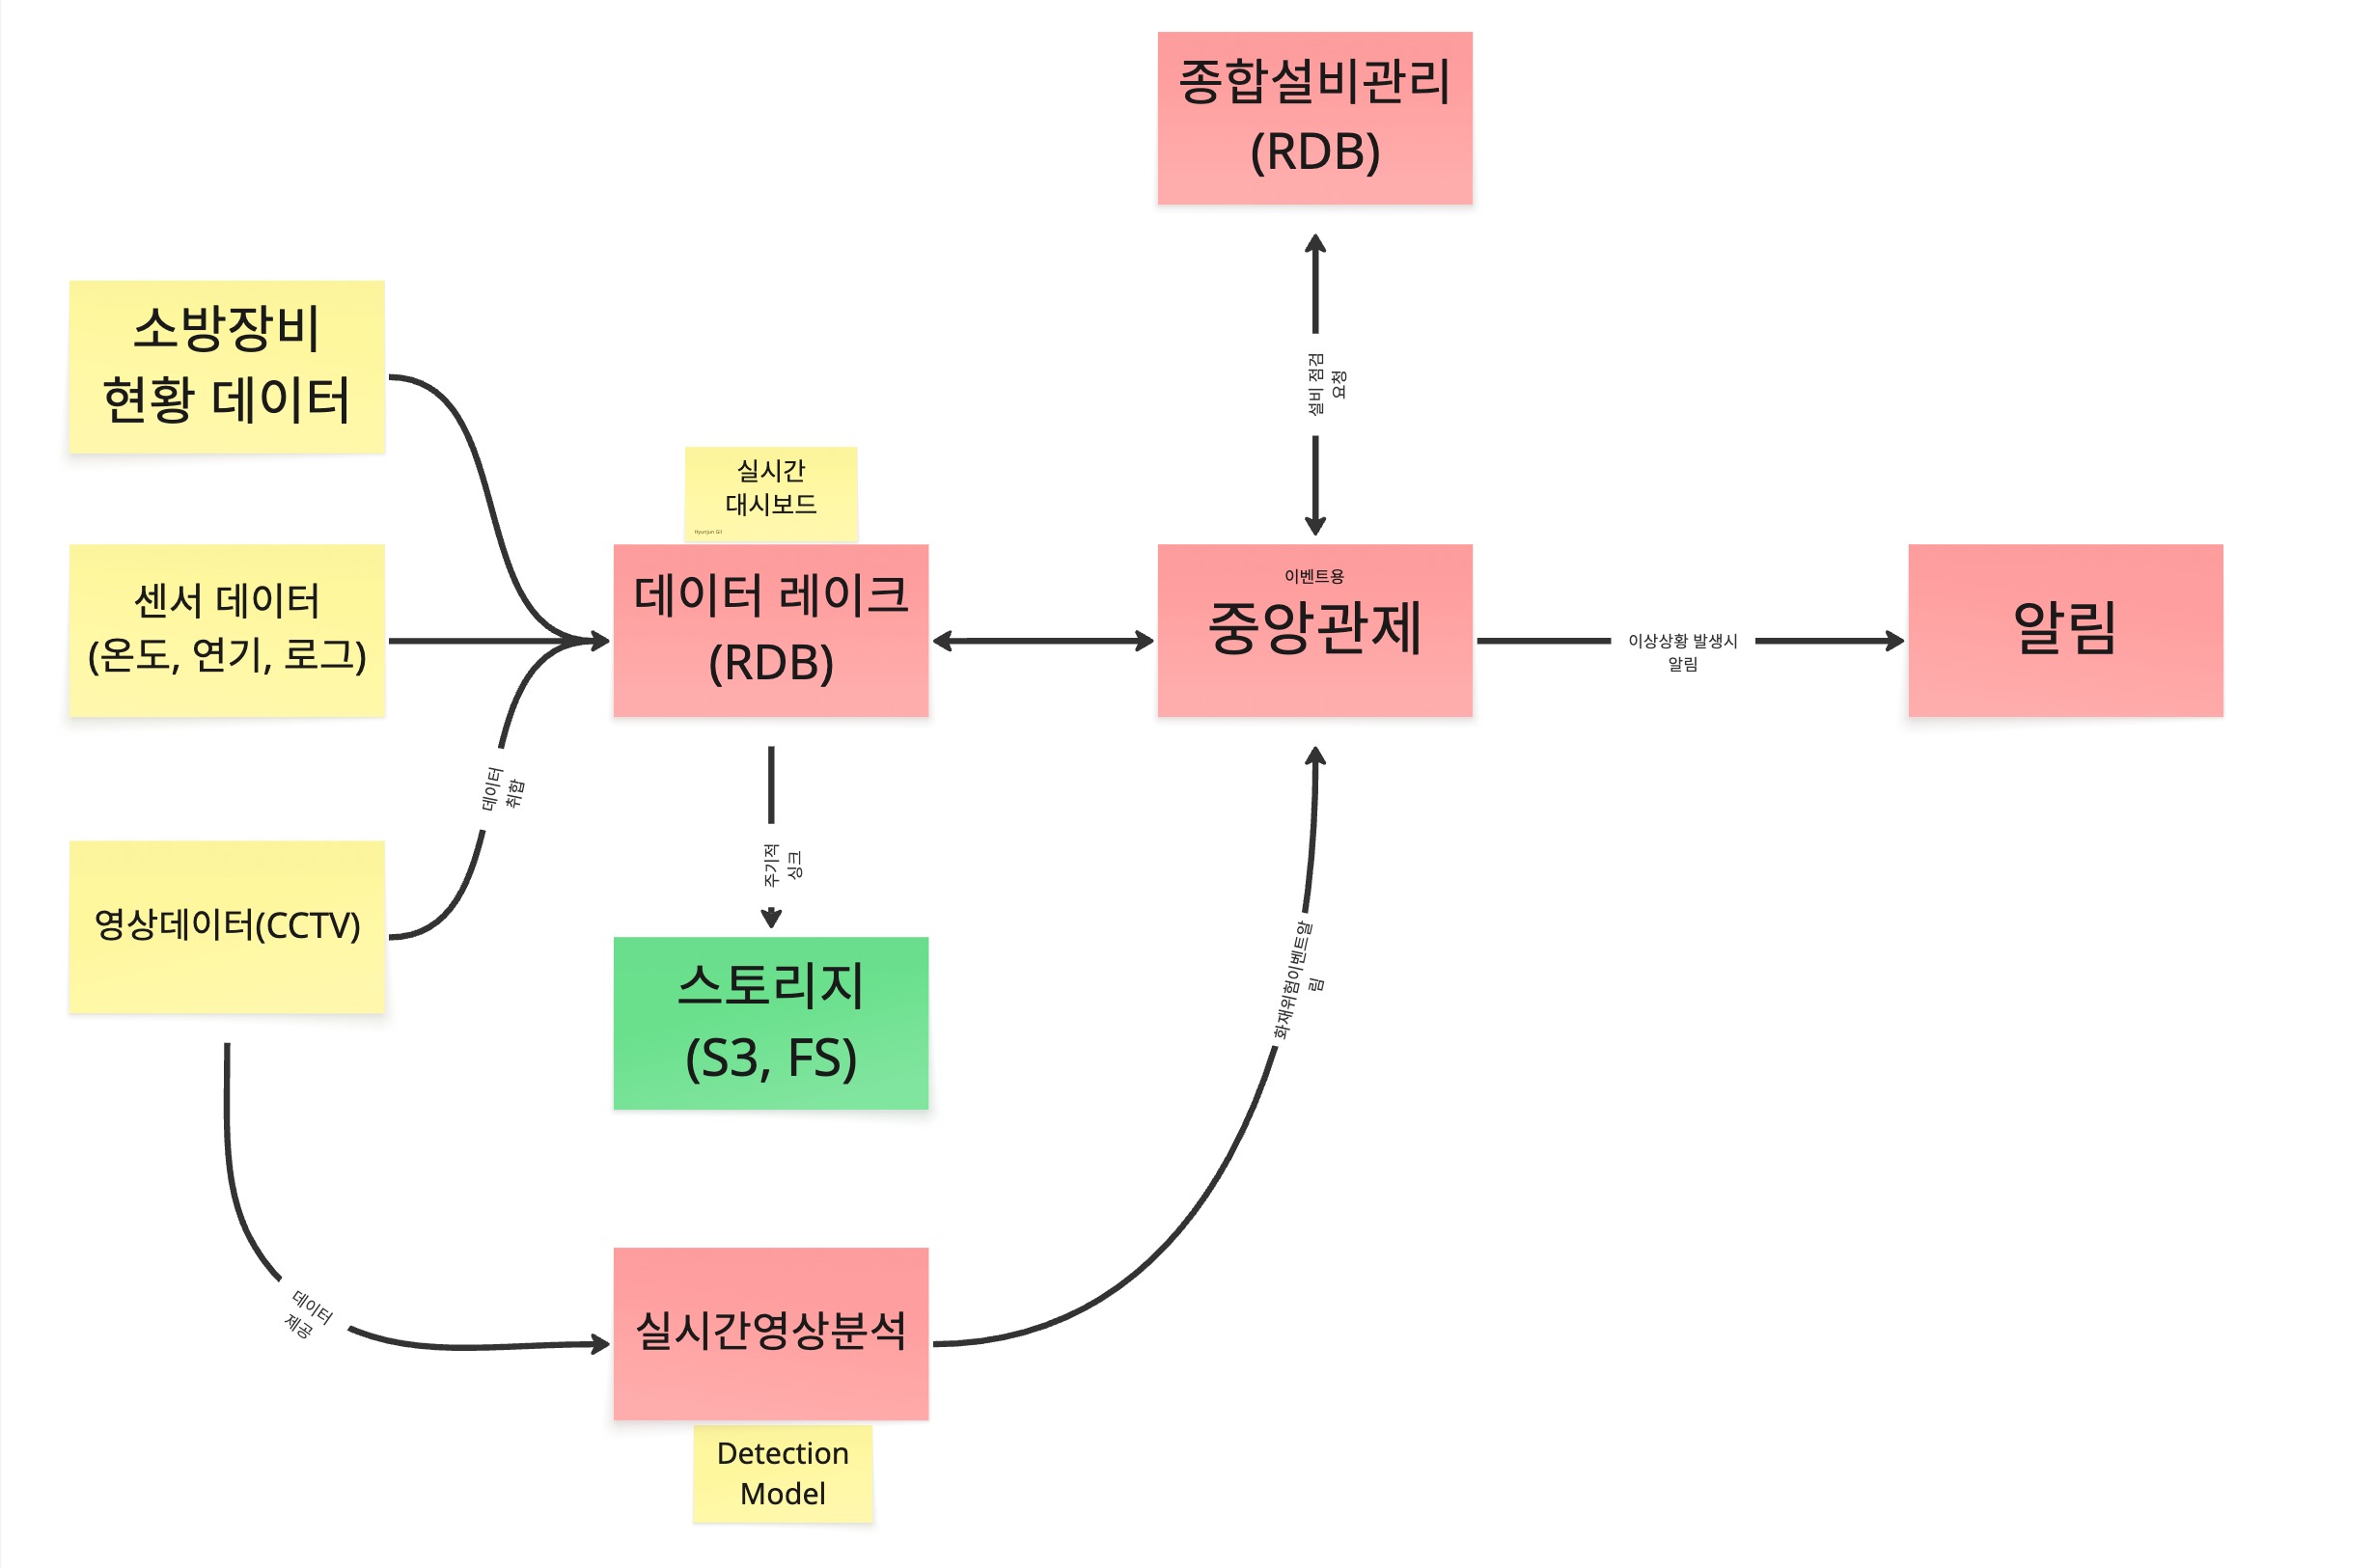 종합설비관리
(RDB)
설비 점검
요청
소방장비
현황 데이터
실시간
대시보드
Hyunjun Gil
센서 데이터
(온도, 연기, 로그)
데이터 레이크
(RDB)
이벤트용
중앙관제
이상상황 발생시
알림
알림
데이터
취합
주기적
싱크
영상데이터(CCTV)
스토리지
(S3, FS)
화재위험이벤트알
림
데이터
제공
실시간영상분석
Detection
Model